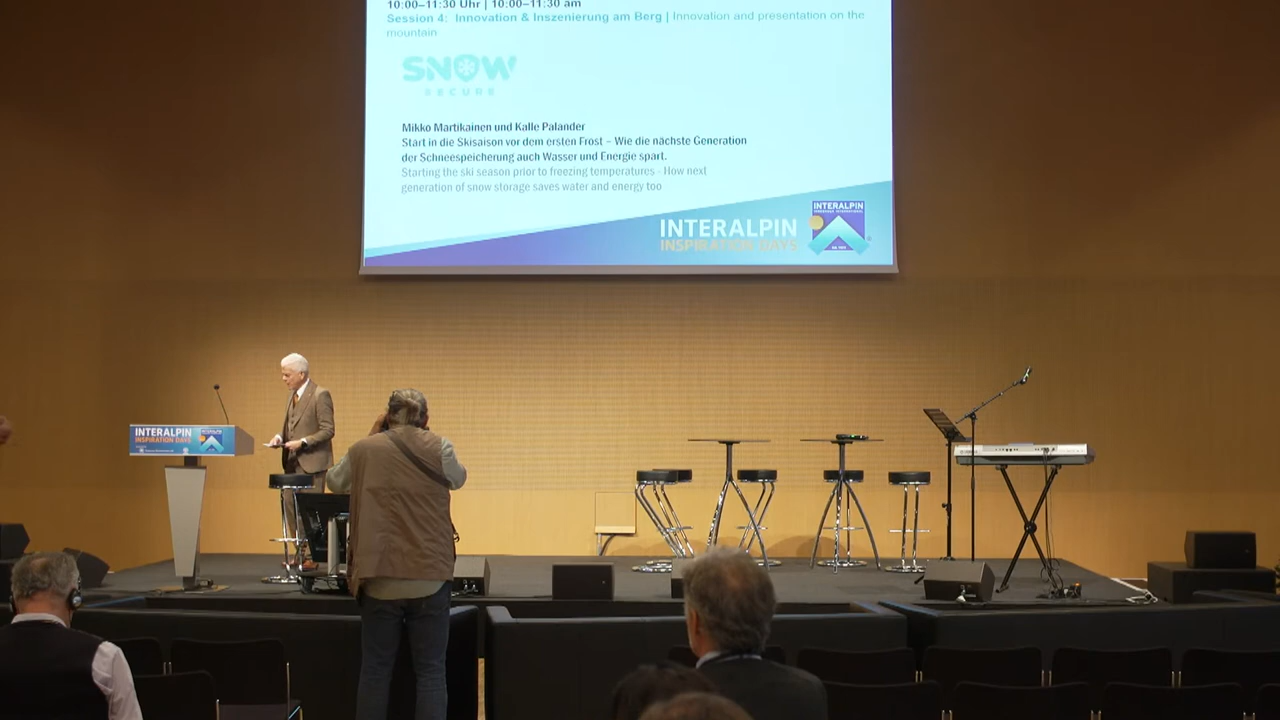 10:00–11:30 Uhr | 10:00–11:30 am
Session 4: Innovation & Inszenierung am Berg | Innovation and presentation on the
mountain
SNOW
SECURE
Mikko Martikainen und Kalle Palander
Start in die Skisaison vor dem ersten Frost – Wie die nächste Generation
der Schneespeicherung auch Wasser und Energie spart.
Starting the ski season prior to freezing temperatures - How next
generation of snow storage saves water and energy too
INTERALPIN
INSPIRATION DAYS
INTERALPIN
INTERALPIN
INSPIRATION DAYS
INTERALPIN